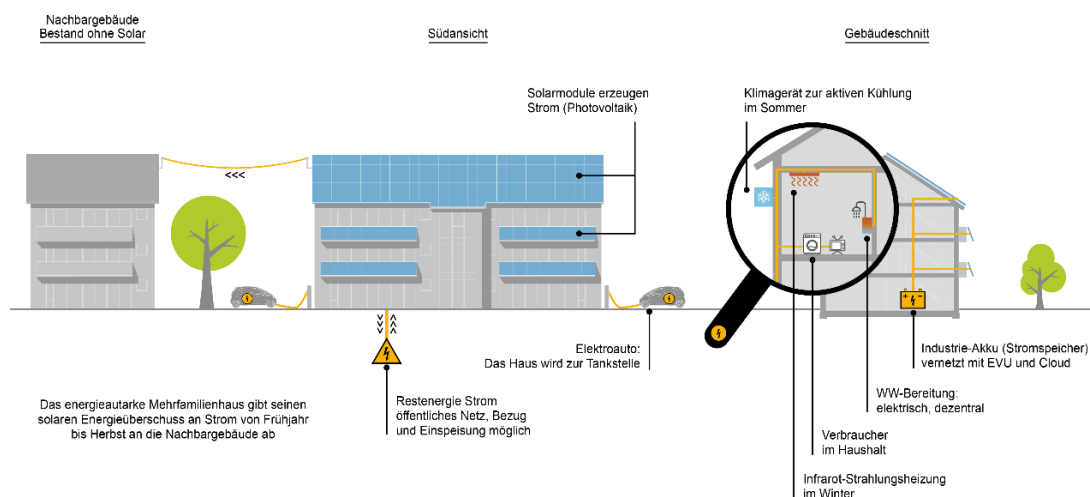 Nachbargebäude
Bestand ohne Solar
Südansicht
Gebäudeschnitt
Solarmodule erzeugen
Strom (Photovoltaik)
Klimagerät zur aktiven Kühlung
im Sommer
<<<
Elektroauto:
Das Haus wird zur Tankstelle
Industrie-Akku (Stromspeicher)
vernetzt mit EVU und Cloud
WW-Bereitung:
elektrisch, dezentral
Das energieautarke Mehrfamilienhaus gibt seinen
solaren Energieüberschuss an Strom von Frühjahr
bis Herbst an die Nachbargebäude ab
Restenergie Strom
öffentliches Netz, Bezug
und Einspeisung möglich
Verbraucher
im Haushalt
Infrarot-Strahlungsheizung
im Winter